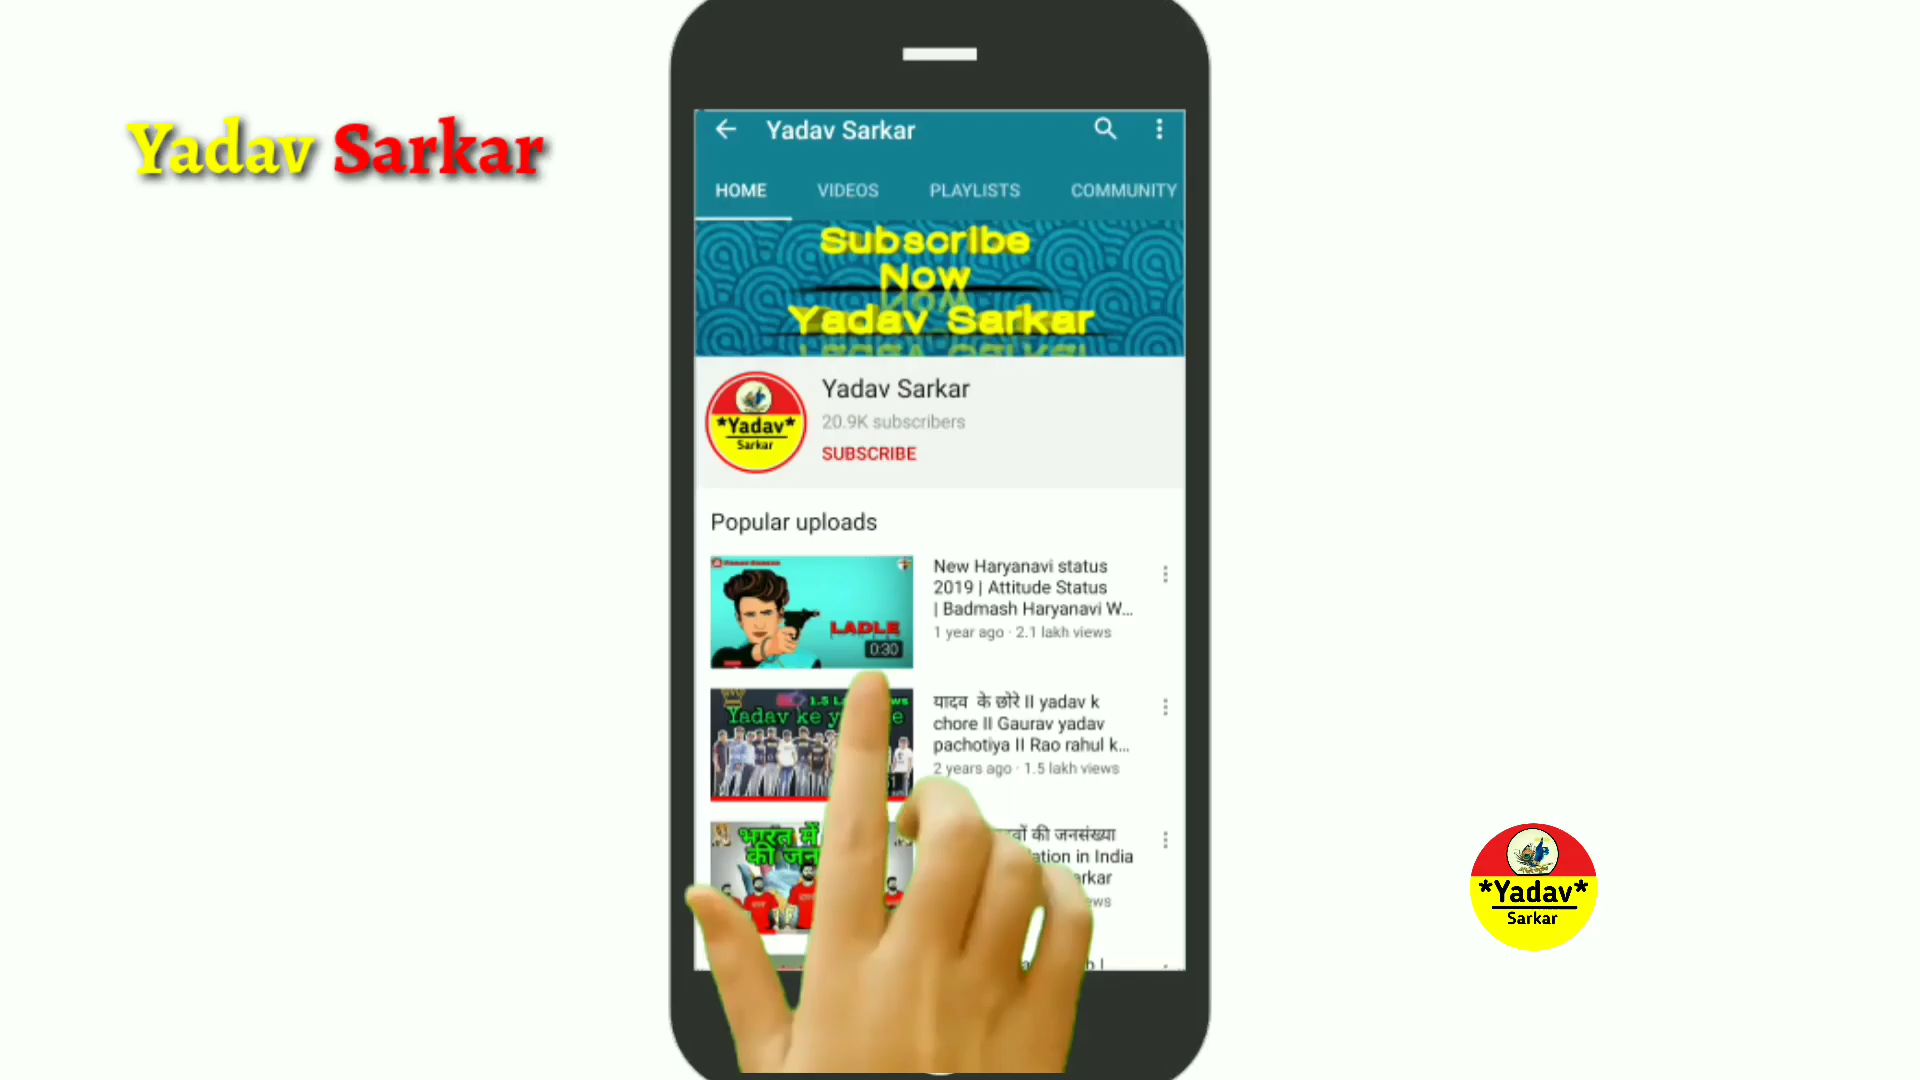 Yadav Sarkar
Yadav Sarkar
HOME VIDEOS PLAYLISTS COMMUNITY
Subscribe
Now
Yadav Sarkar
*Yadav*
Sarkar
Yadav Sarkar
20.9K subscribers
SUBSCRIBE
Popular uploads
LADLE
0:30
New Haryanavi status
2019 | Attitude Status
| Badmash Haryanavi W...
1 year ago · 2.1 lakh views
Yadav ke
यादव के छोरे II yadav k
chore II Gaurav yadav
pachotiya II Rao rahul k...
2 years ago · 1.5 lakh views
भारत में
की
की जनसंख्या
in India
*Yadav*
Sarkar